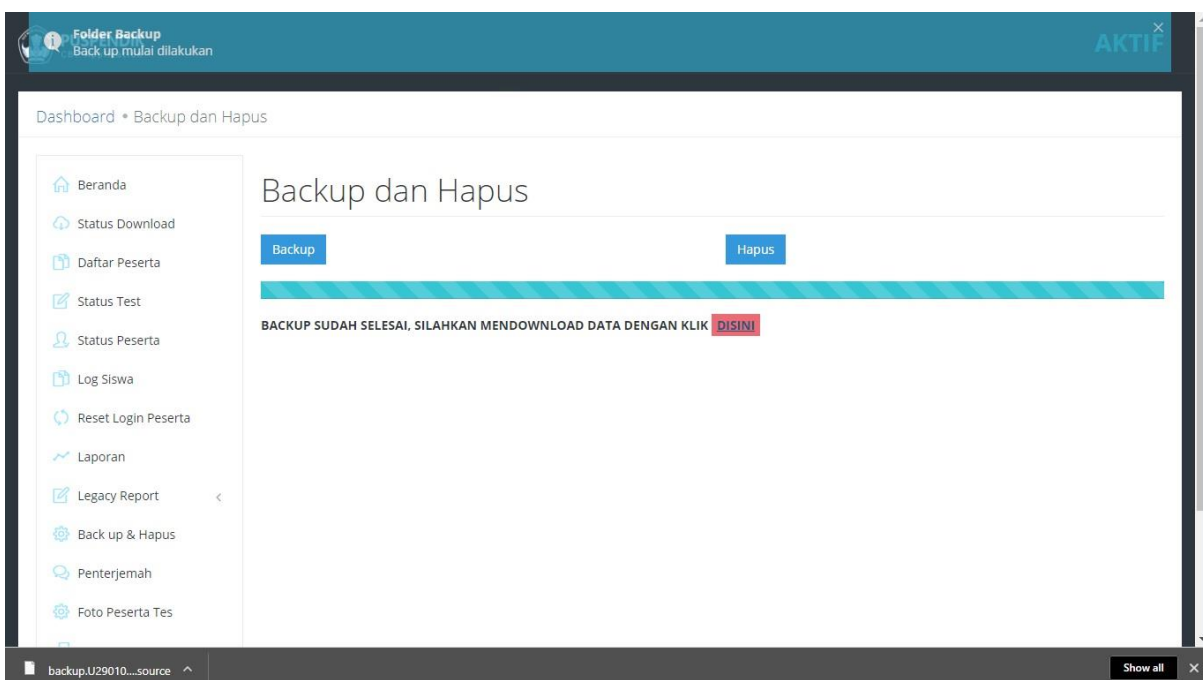 Folder Backup
Back up mulai dilakukan
PUSPENDIK
AKTIF
×
Dashboard • Backup dan Hapus
Beranda
Status Download
Daftar Peserta
Status Test
Status Peserta
Log Siswa
Reset Login Peserta
Laporan
Legacy Report
Back up & Hapus
Penterjemah
Foto Peserta Tes
Backup dan Hapus
Backup
Hapus
BACKUP SUDAH SELESAI, SILAHKAN MENDOWNLOAD DATA DENGAN KLIK DISINI
backup.U29010....source
Show all
×